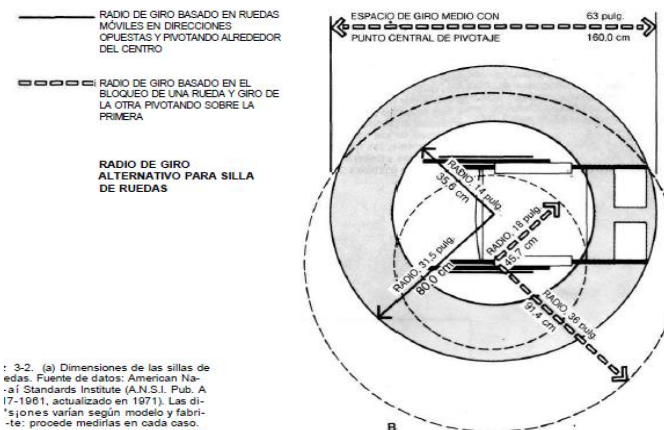 RADIO DE GIRO BASADO EN RUEDAS
MÓVILES EN DIRECCIONES
OPUESTAS Y PIVOTANDO ALREDEDOR
DEL CENTRO
RADIO DE GIRO BASADO EN EL
BLOQUEO DE UNA RUEDA Y GIRO DE
LA OTRA PIVOTANDO SOBRE LA
PRIMERA
RADIO DE GIRO
ALTERNATIVO PARA SILLA
DE RUEDAS
ESPACIO DE GIRO MEDIO CON 63 pulg.
PUNTO CENTRAL DE PIVOTAJE 160,0 cm
RADIO, 14 pulg.
35,6 cm
RADIO, 18 pulg.
45,7 cm
RADIO, 31,5 pulg.
80,0 cm
RADIO, 36 pulg.
91,4 cm
B
: 3-2. (a) Dimensiones de las sillas de
edas. Fuente de datos: American Na-
-aí Standards Institute (A.N.S.I. Pub. A
17-1961, actualizado en 1971). Las di-
"s¡ones varían según modelo y fabri-
-te: procede medirlas en cada caso.